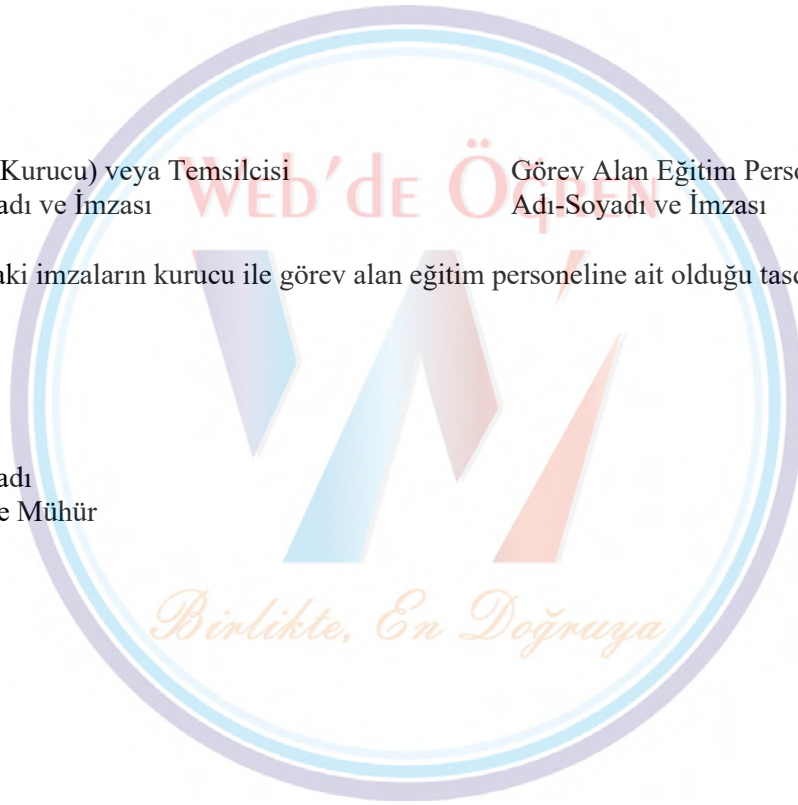 Kurucu) veya Temsilcisi Görev Alan Eğitim Perso
adı ve İmzası Adı-Soyadı ve İmzası
Web'de Öğren
aki imzaların kurucu ile görev alan eğitim personeline ait olduğu tasd
adı
e Mühür
Birlikte, En Doğruya